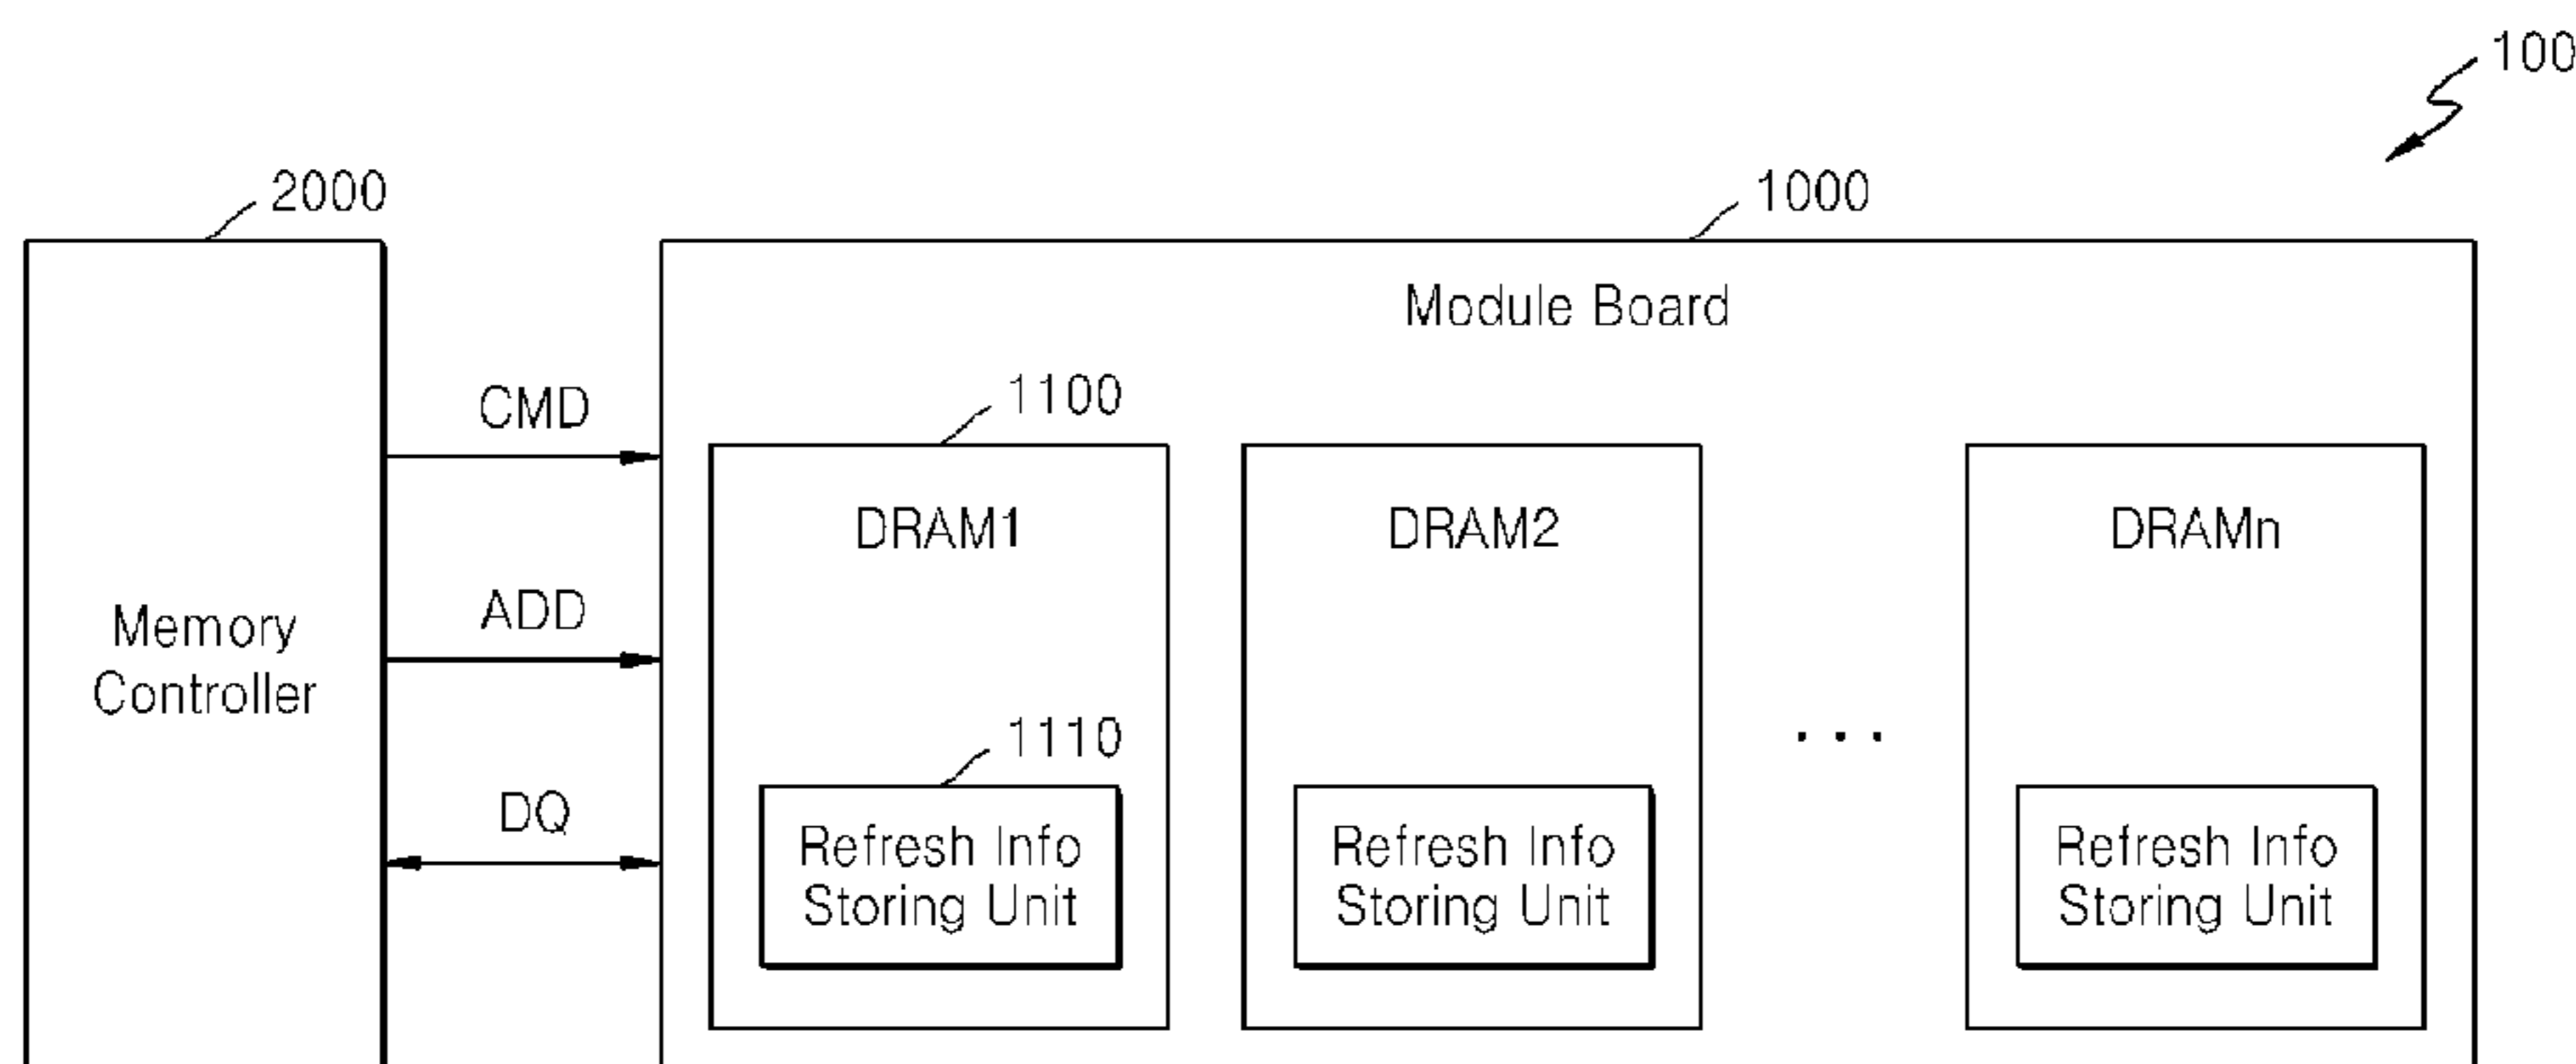 100
2000
1000
Module Board
CMD
1100
DRAM1
DRAM2
DRAMn
ADD
Memory
Controller
1110
...
DQ
Refresh Info
Storing Unit
Refresh Info
Storing Unit
Refresh Info
Storing Unit